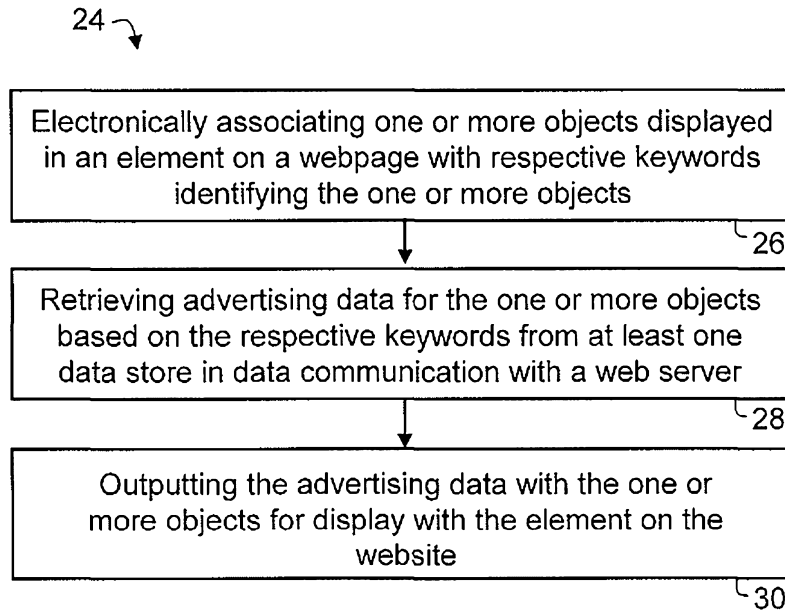 24
Electronically associating one or more objects displayed
in an element on a webpage with respective keywords
identifying the one or more objects
26
Retrieving advertising data for the one or more objects
based on the respective keywords from at least one
data store in data communication with a web server
28
Outputting the advertising data with the one or
more objects for display with the element on the
website
30